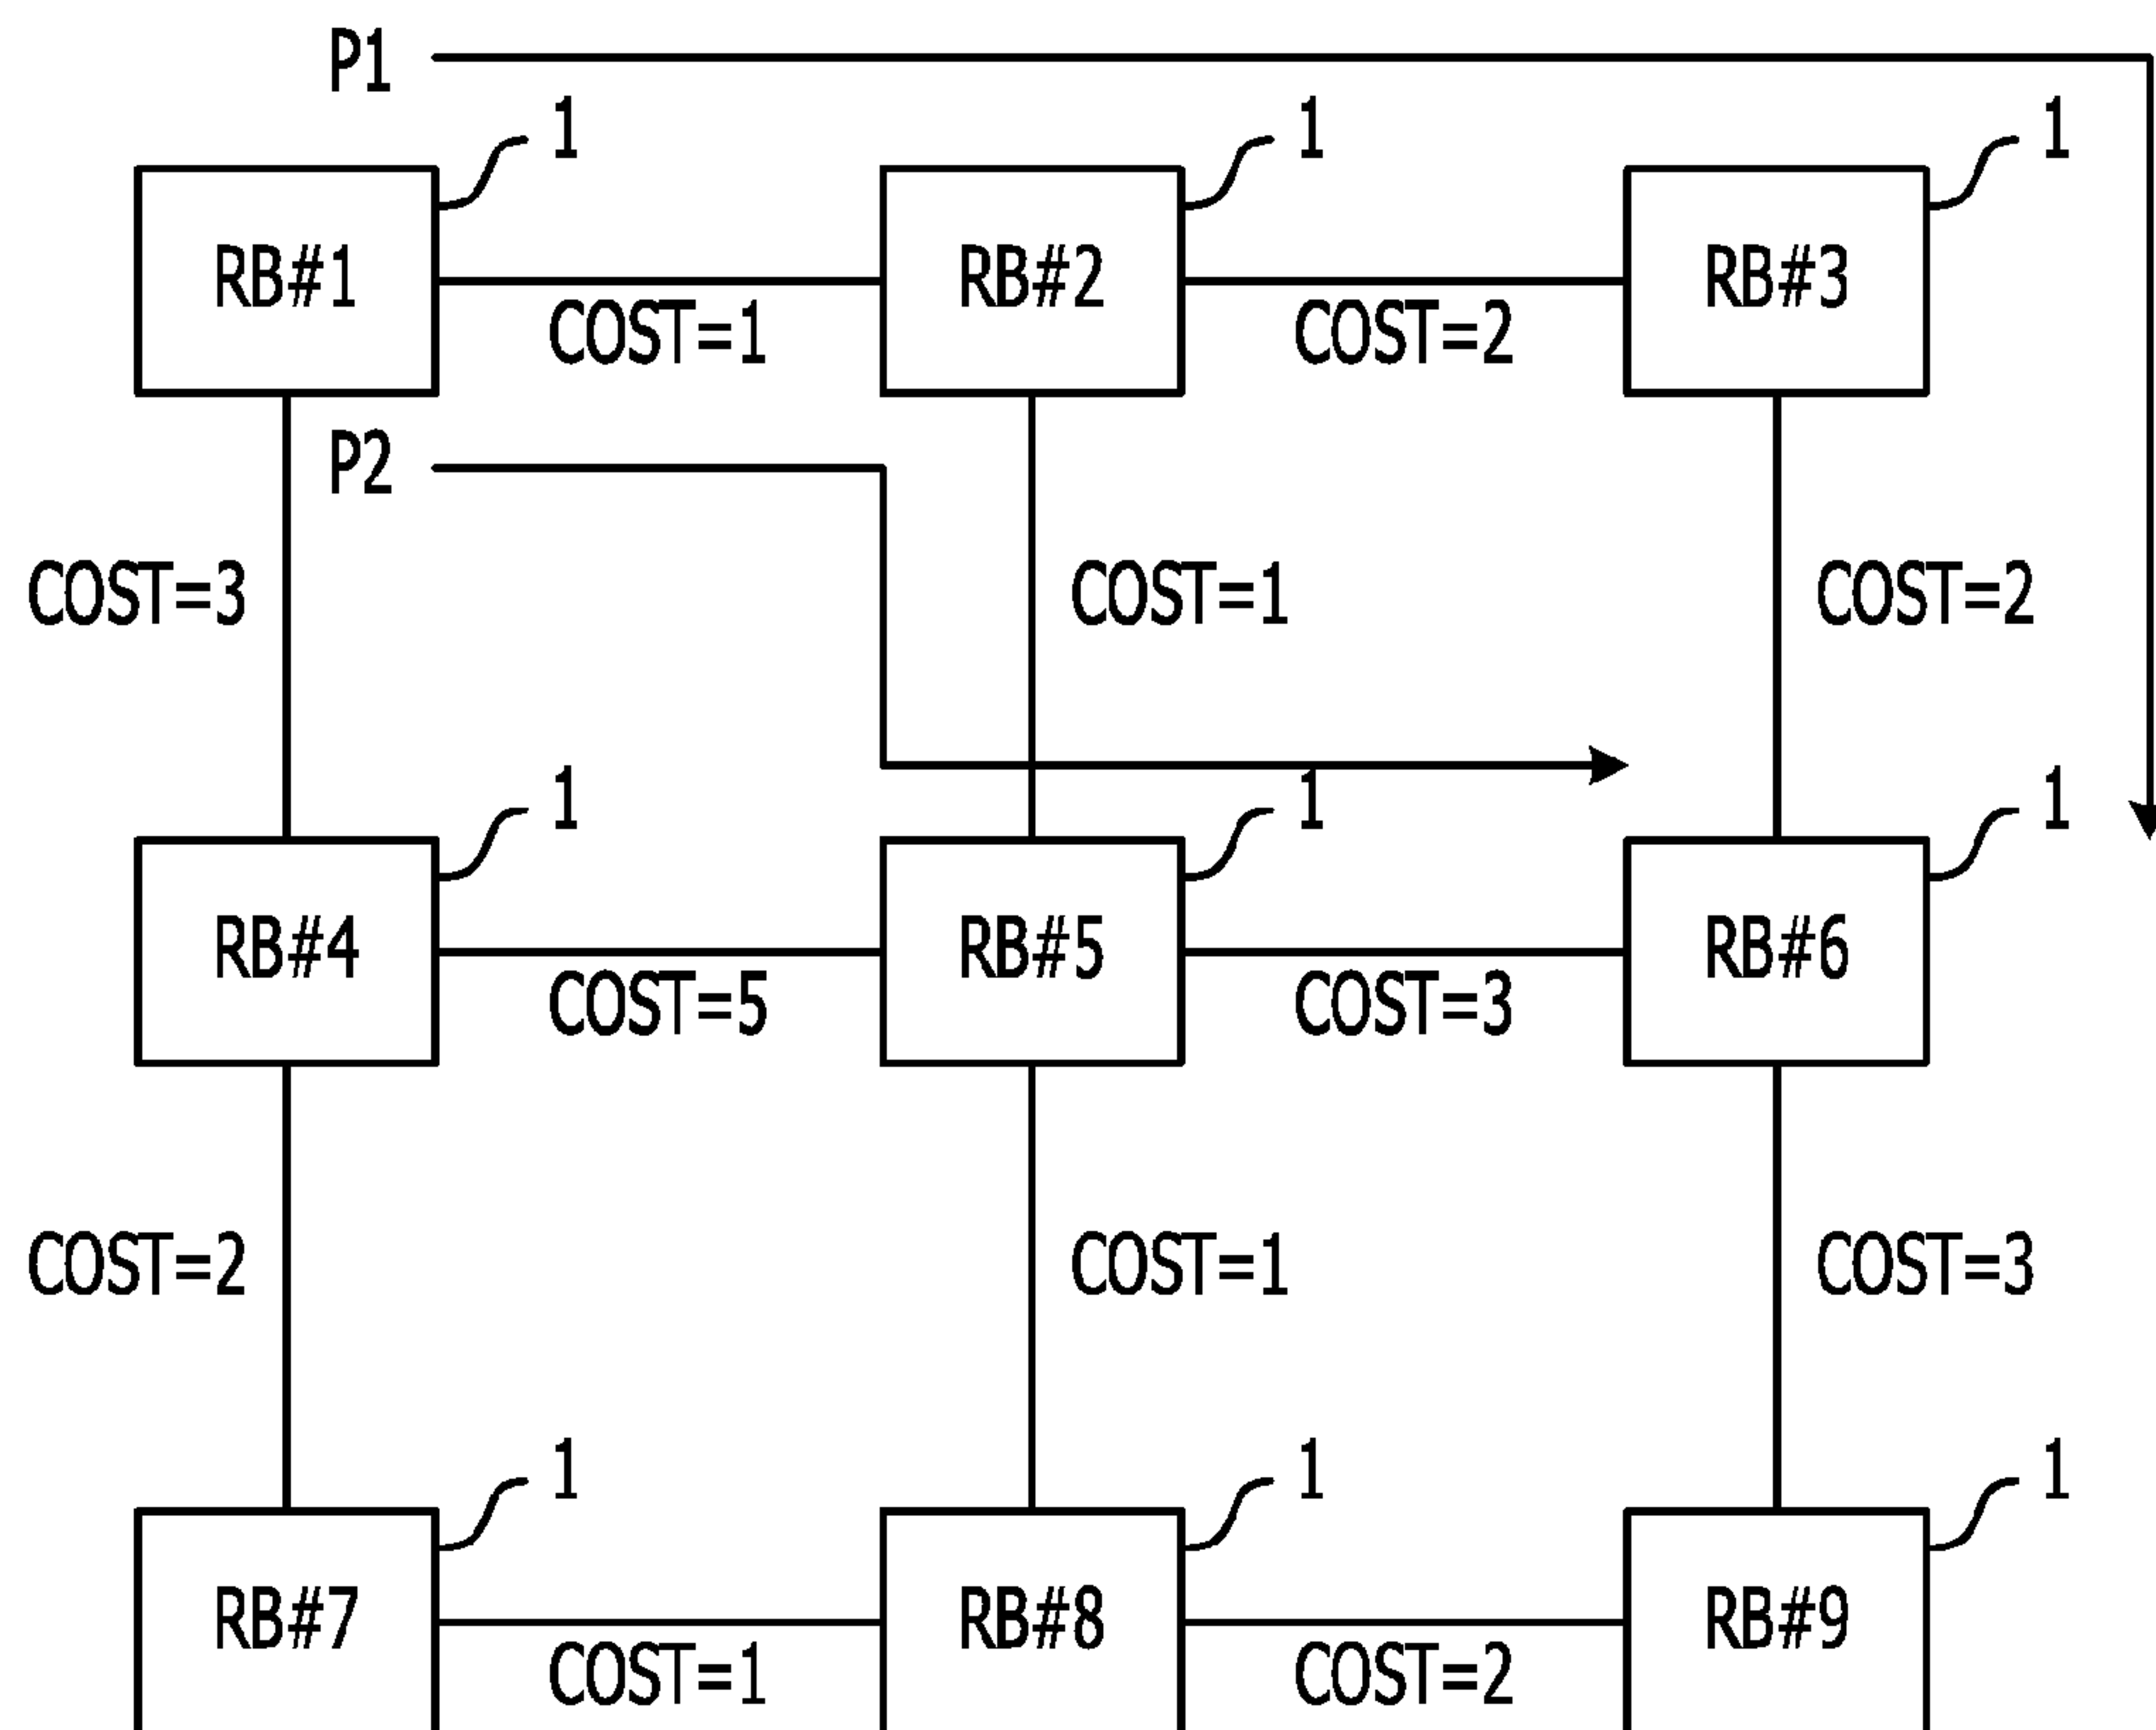 P1
1 1 1
RB#1 RB#2 RB#3
COST=1 COST=2
P2
COST=3 COST=1 COST=2
1 1 1
RB#4 RB#5 RB#6
COST=5 COST=3
COST=2 COST=1 COST=3
1 1 1
RB#7 RB#8 RB#9
COST=1 COST=2